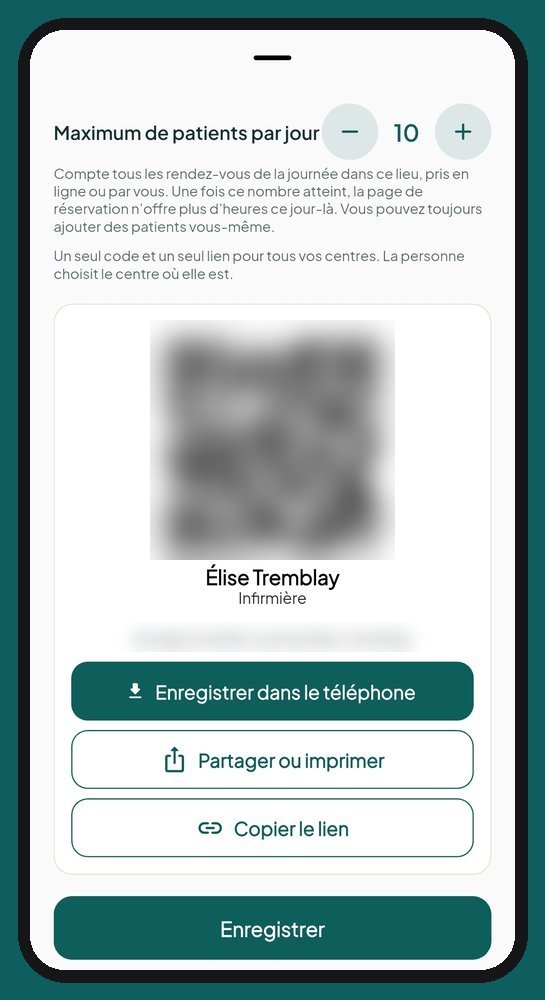 Maximum de patients par jour
10
Compte tous les rendez-vous de la journée dans ce lieu, pris en
ligne ou par vous. Une fois ce nombre atteint, la page de
réservation n'offre plus d'heures ce jour-là. Vous pouvez toujours
ajouter des patients vous-même.
Un seul code et un seul lien pour tous vos centres. La personne
choisit le centre où elle est.
Élise Tremblay
Infirmière
Enregistrer dans le téléphone
Partager ou imprimer
Copier le lien
Enregistrer